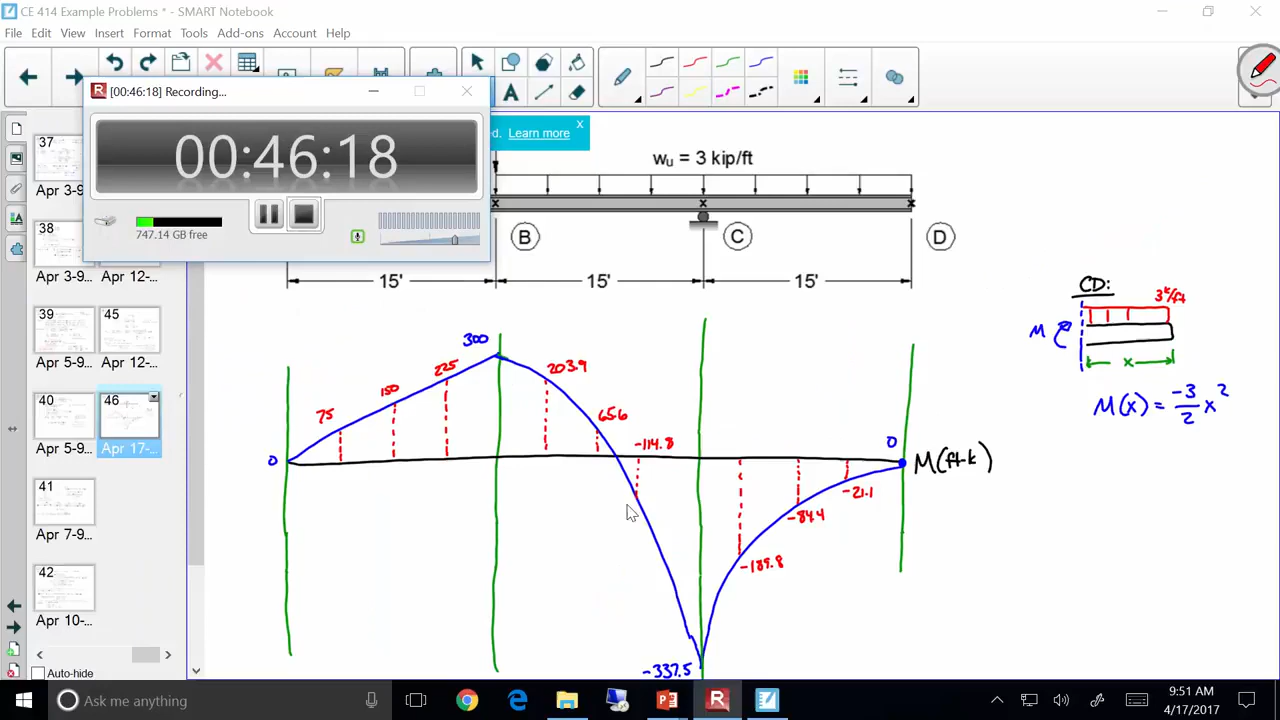 CE 414 Example Problems * - SMART Notebook
File Edit View Insert Format Tools Add-ons Account Help
R [00:46:18] Recording...
00:46:18
747.14 GB free
ed. Learn more x
A
37
Apr 3-9...
38
Apr 3-9... Apr 12-...
39 45
Apr 5-9... Apr 12-...
40 46
Apr 5-9... Apr 17-...
41
Apr 7-9...
42
Apr 10-...
Auto-hide
wu = 3 kip/ft
B C D
15' 15' 15'
CD:
3k/ft
M
x
M(x) = -3/2 x²
300
225
150
75
0
203.9
65.6
-114.8
0
M(ft-k)
-21.1
-84.4
-189.8
-337.5
Ask me anything
9:51 AM
4/17/2017